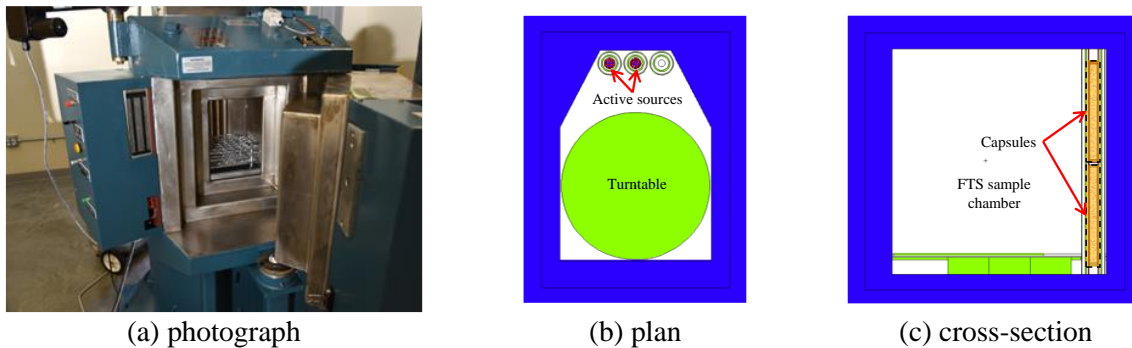 Active sources
Turntable
Capsules
FTS sample
chamber
(a) photograph
(b) plan
(c) cross-section